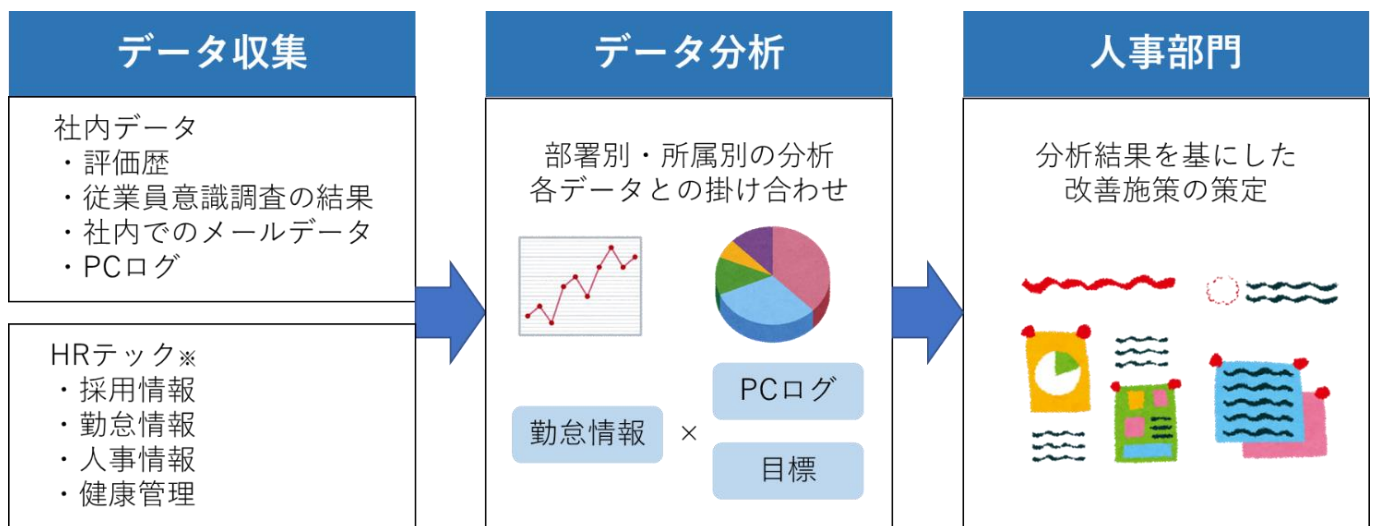 データ収集
社内データ
・評価歴
・従業員意識調査の結果
・社内でのメールデータ
・PCログ
HRテック※
・採用情報
・勤怠情報
・人事情報
・健康管理
データ分析
部署別・所属別の分析
各データとの掛け合わせ
勤怠情報
×
PCログ
目標
人事部門
分析結果を基にした
改善施策の策定